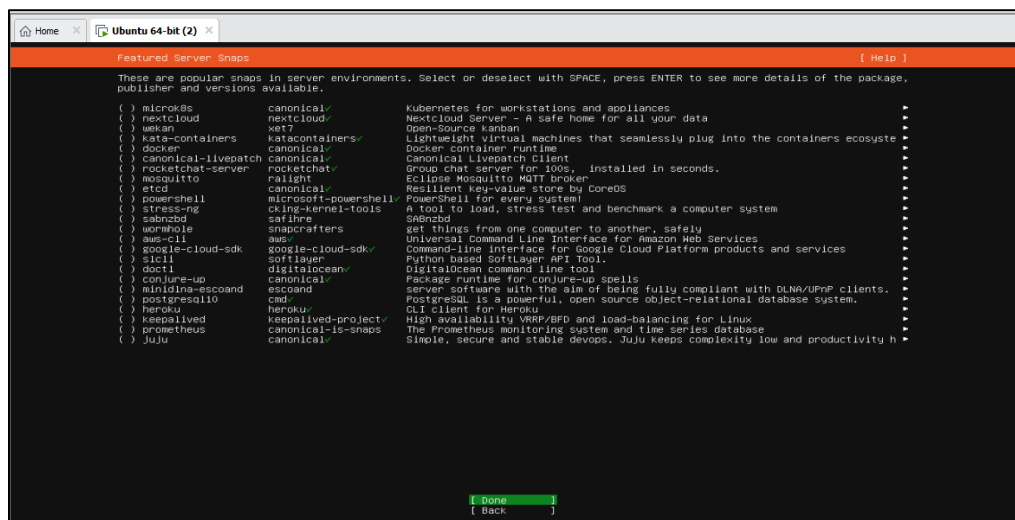 Home
Ubuntu 64-bit (2)
Featured Server Snaps [ Help ]
These are popular snaps in server environments. Select or deselect with SPACE, press ENTER to see more details of the package,
publisher and versions available.
( ) microk8s canonical✓ Kubernetes for workstations and appliances ▸
( ) nextcloud nextcloud✓ Nextcloud Server - A safe home for all your data ▸
( ) wekan xet7 Open-Source kanban ▸
( ) kata-containers katacontainers✓ Lightweight virtual machines that seamlessly plug into the containers ecosyste ▸
( ) docker canonical✓ Docker container runtime ▸
( ) canonical-livepatch canonical✓ Canonical Livepatch Client ▸
( ) rocketchat-server rocketchat✓ Group chat server for 100s, installed in seconds. ▸
( ) mosquitto ralight Eclipse Mosquitto MQTT broker ▸
( ) etcd canonical✓ Resilient key-value store by CoreOS ▸
( ) powershell microsoft-powershell✓ PowerShell for every system! ▸
( ) stress-ng cking-kernel-tools A tool to load, stress test and benchmark a computer system ▸
( ) sabnzbd safihre SABnzbd ▸
( ) wormhole snapcrafters get things from one computer to another, safely ▸
( ) aws-cli aws✓ Universal Command Line Interface for Amazon Web Services ▸
( ) google-cloud-sdk google-cloud-sdk✓ Command-line interface for Google Cloud Platform products and services ▸
( ) slcli softlayer Python based SoftLayer API Tool. ▸
( ) doctl digitalocean✓ DigitalOcean command line tool ▸
( ) conjure-up canonical✓ Package runtime for conjure-up spells ▸
( ) minidlna-escoand escoand server software with the aim of being fully compliant with DLNA/UPnP clients. ▸
( ) postgresql10 cmd✓ PostgreSQL is a powerful, open source object-relational database system. ▸
( ) heroku heroku✓ CLI client for Heroku ▸
( ) keepalived keepalived-project✓ High availability VRRP/BFD and load-balancing for Linux ▸
( ) prometheus canonical-is-snaps The Prometheus monitoring system and time series database ▸
( ) juju canonical✓ Simple, secure and stable devops. Juju keeps complexity low and productivity h ▸
[ Done ]
[ Back ]